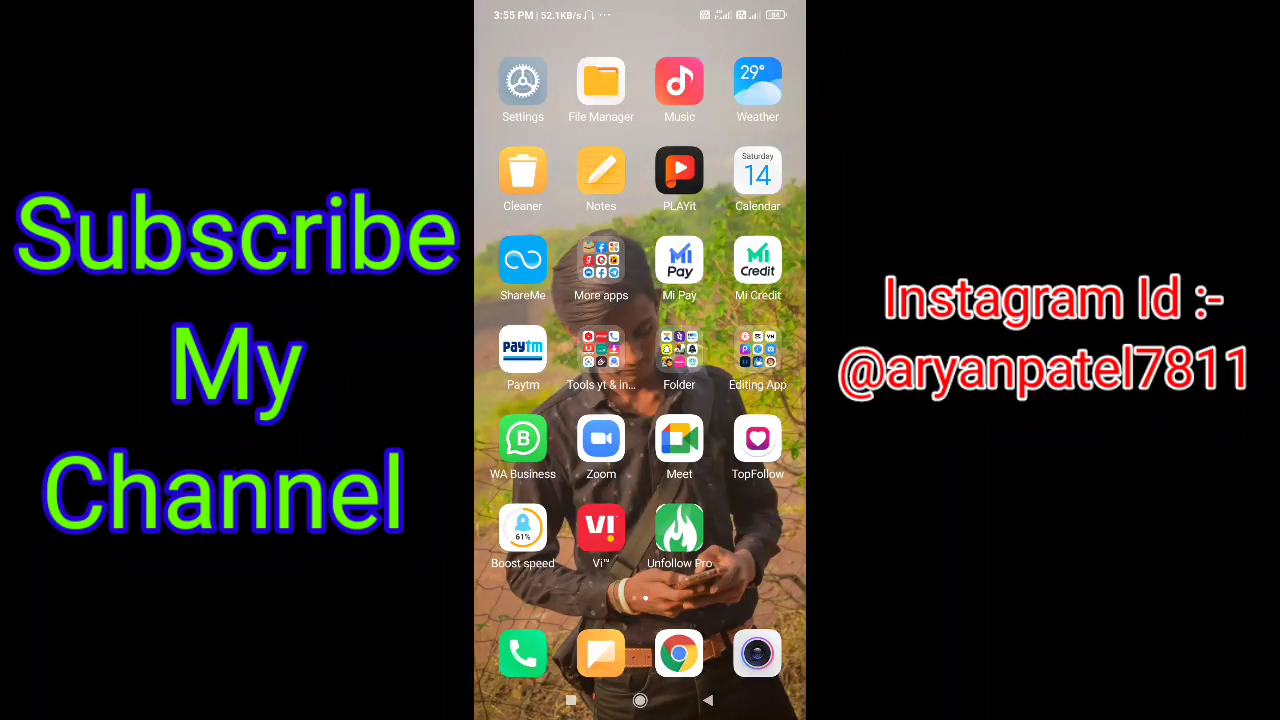 3:55 PM | 52.1KB/s ...
84
Subscribe
My
Channel
29°
Settings
File Manager
Music
Weather
Saturday
14
Cleaner
Notes
PLAYit
Calendar
Mi Pay
Mi Credit
ShareMe
More apps
Mi Pay
Mi Credit
paytm
Paytm
Tools yt & in...
Folder
Editing App
B
WA Business
Zoom
Meet
TopFollow
61%
VI
Boost speed
Vi™
Unfollow Pro
Instagram Id :-
@aryanpatel7811